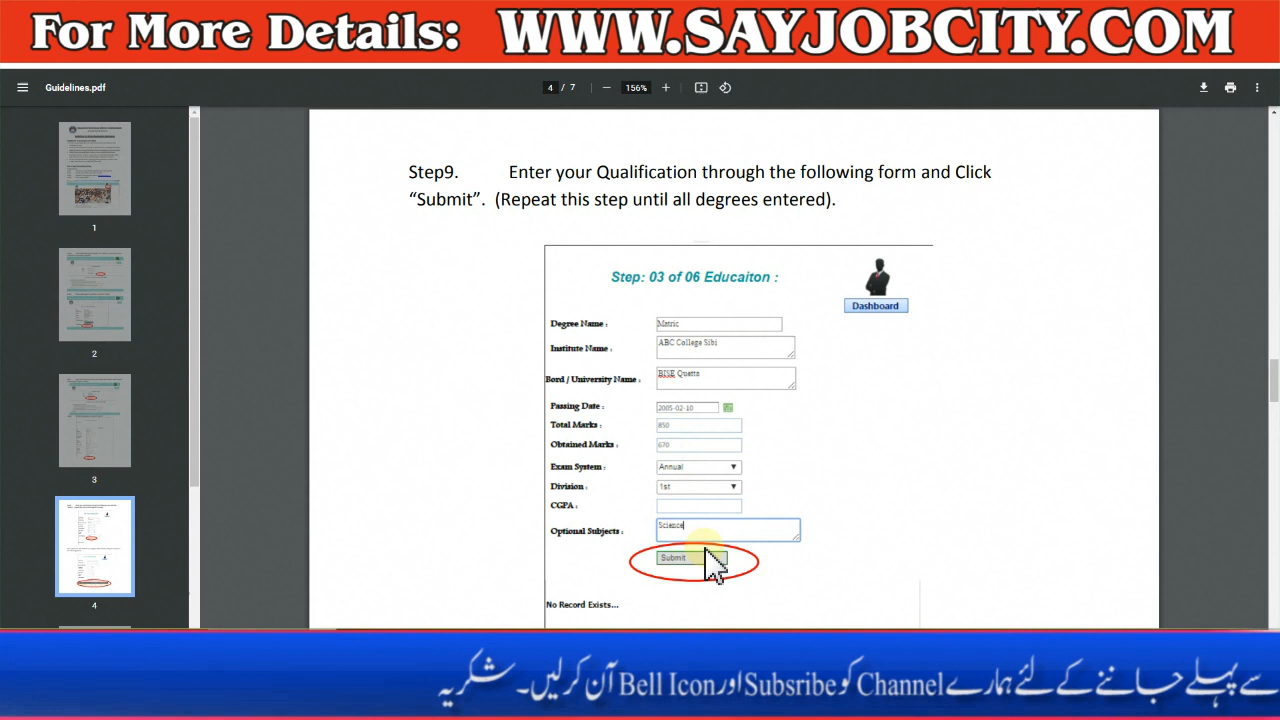 For More Details: WWW.SAYJOBCITY.COM
Guidelines.pdf
4 / 7
156%
Step9. Enter your Qualification through the following form and Click
“Submit”. (Repeat this step until all degrees entered).
Step: 03 of 06 Educaiton :
Dashboard
Degree Name : Matric
Institute Name : ABC College Sibi
Bord / University Name : BISE Quetta
Passing Date : 2005-02-10
Total Marks : 850
Obtained Marks : 670
Exam System : Annual
Division : 1st
CGPA :
Optional Subjects : Science
Submit
No Record Exists...
1
2
3
4
سے پہلے جاننے کے لئے ہمارے Channel کو Subsribe اور Bell Icon آن کرلیں۔ شکریہ